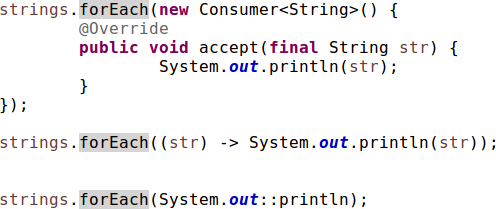 strings.forEach(new Consumer<String>() {
        @Override
        public void accept(final String str) {
                System.out.println(str);
        }
});
strings.forEach((str) -> System.out.println(str));
strings.forEach(System.out::println);